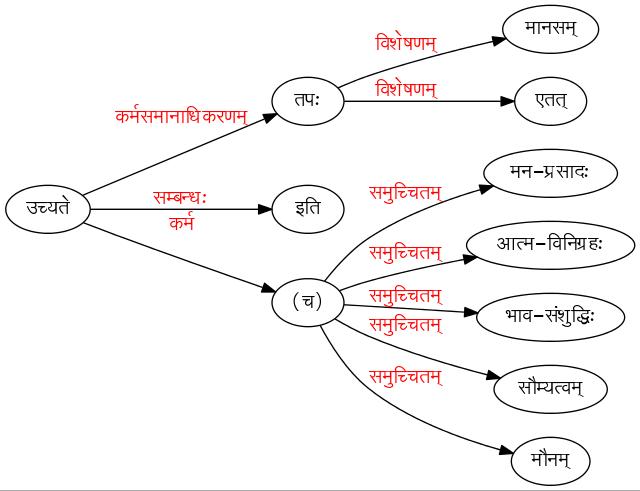 मानसम्
विशेषणम्
तपः
विशेषणम्
एतत्
कर्मसमानाधिकरणम्
मन-प्रसादः
समुच्चितम्
उच्यते
सम्बन्धः
इति
कर्म
आत्म-विनिग्रहः
समुच्चितम्
(च)
समुच्चितम्
भाव-संशुद्धिः
समुच्चितम्
समुच्चितम्
सौम्यत्वम्
मौनम्